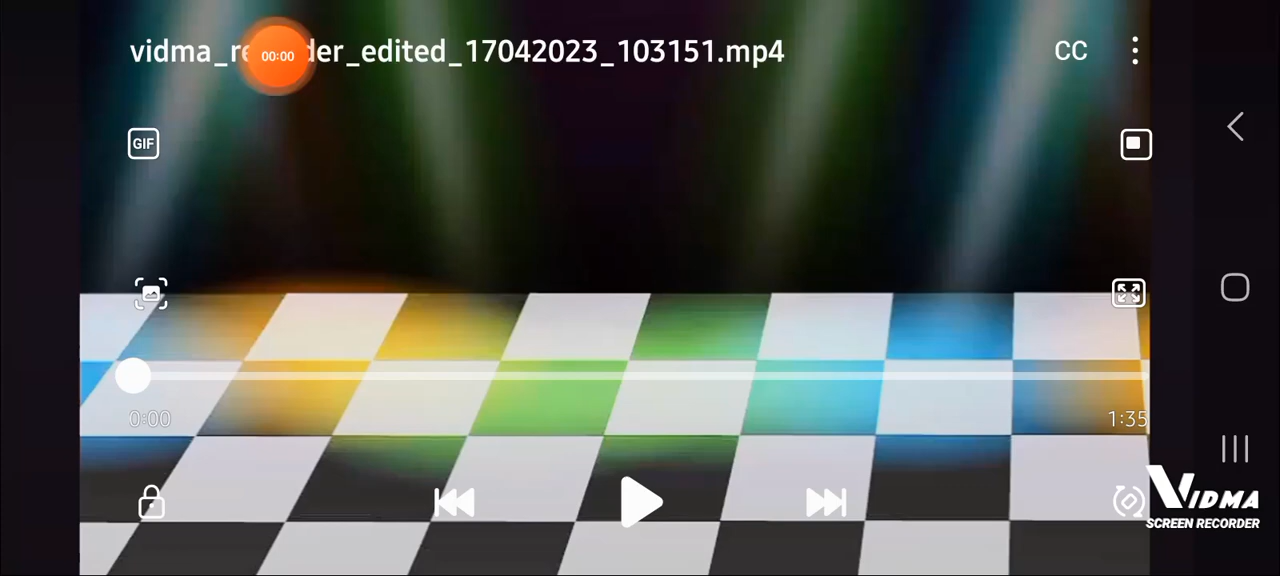 vidma_re der_edited_17042023_103151.mp4
00:00
CC
GIF
0:00
1:35
VIDMA
SCREEN RECORDER